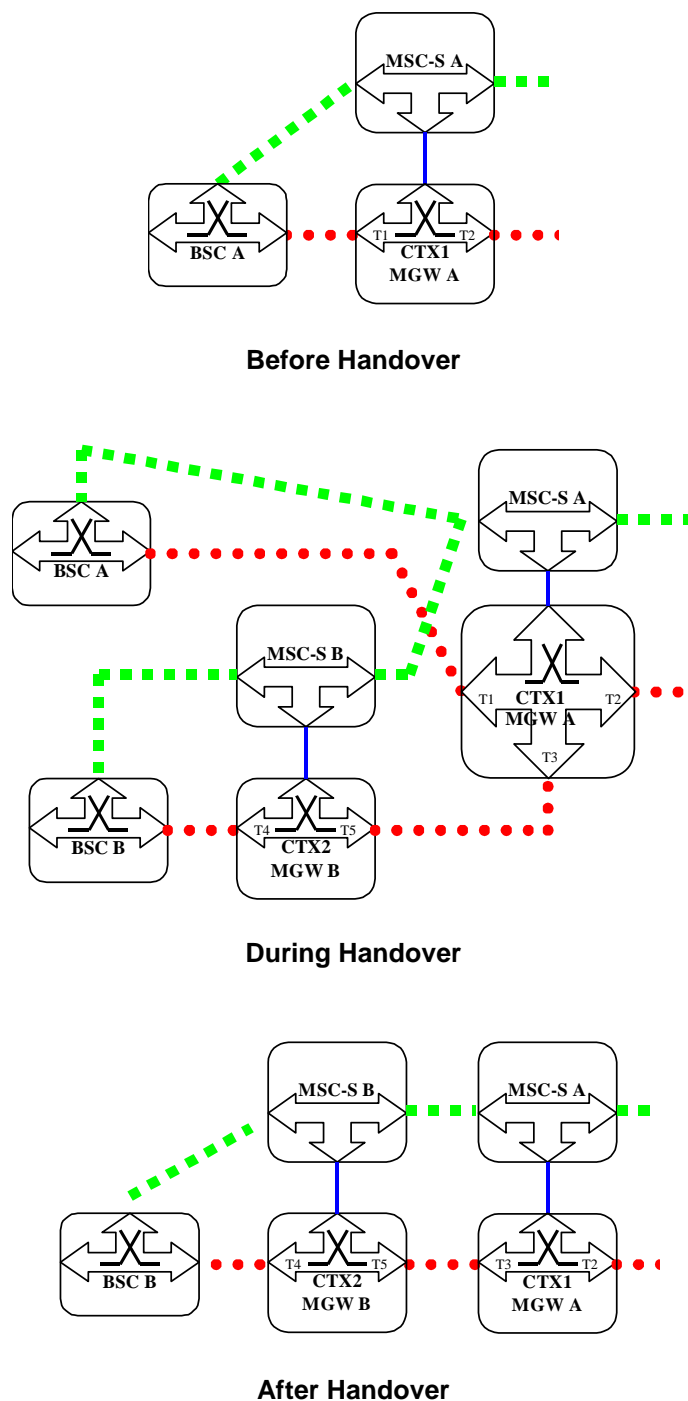 MSC-S A
T1
T2
BSC A
CTX1
MGW A
Before Handover
MSC-S A
BSC A
MSC-S B
T1
CTX1
T2
MGW A
T3
T4
T5
BSC B
CTX2
MGW B
During Handover
MSC-S B
MSC-S A
T4
T5
T3
T2
BSC B
CTX2
CTX1
MGW B
MGW A
After Handover